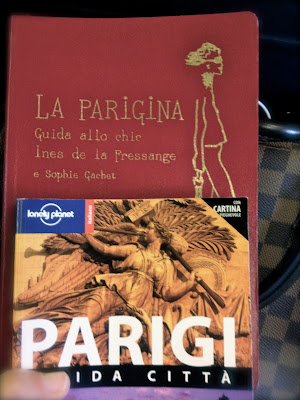 LA PARIGINA
Guida allo chic
Ines de la Fressange
e Sophie Gachet
lonely planet
CON
CARTINA
PARIGI
IDA CITTÀ